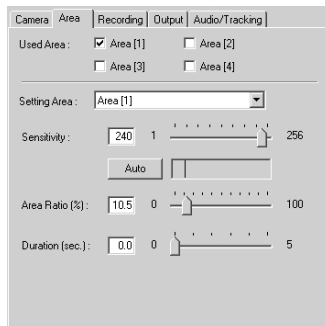 Camera Area Recording Output Audio/Tracking
Used Area : Area [1] Area [2]
Area [3] Area [4]
Setting Area : Area [1]
Sensitivity : 240 1 256
Auto
Area Ratio (%) : 10.5 0 100
Duration (sec.) : 0.0 0 5